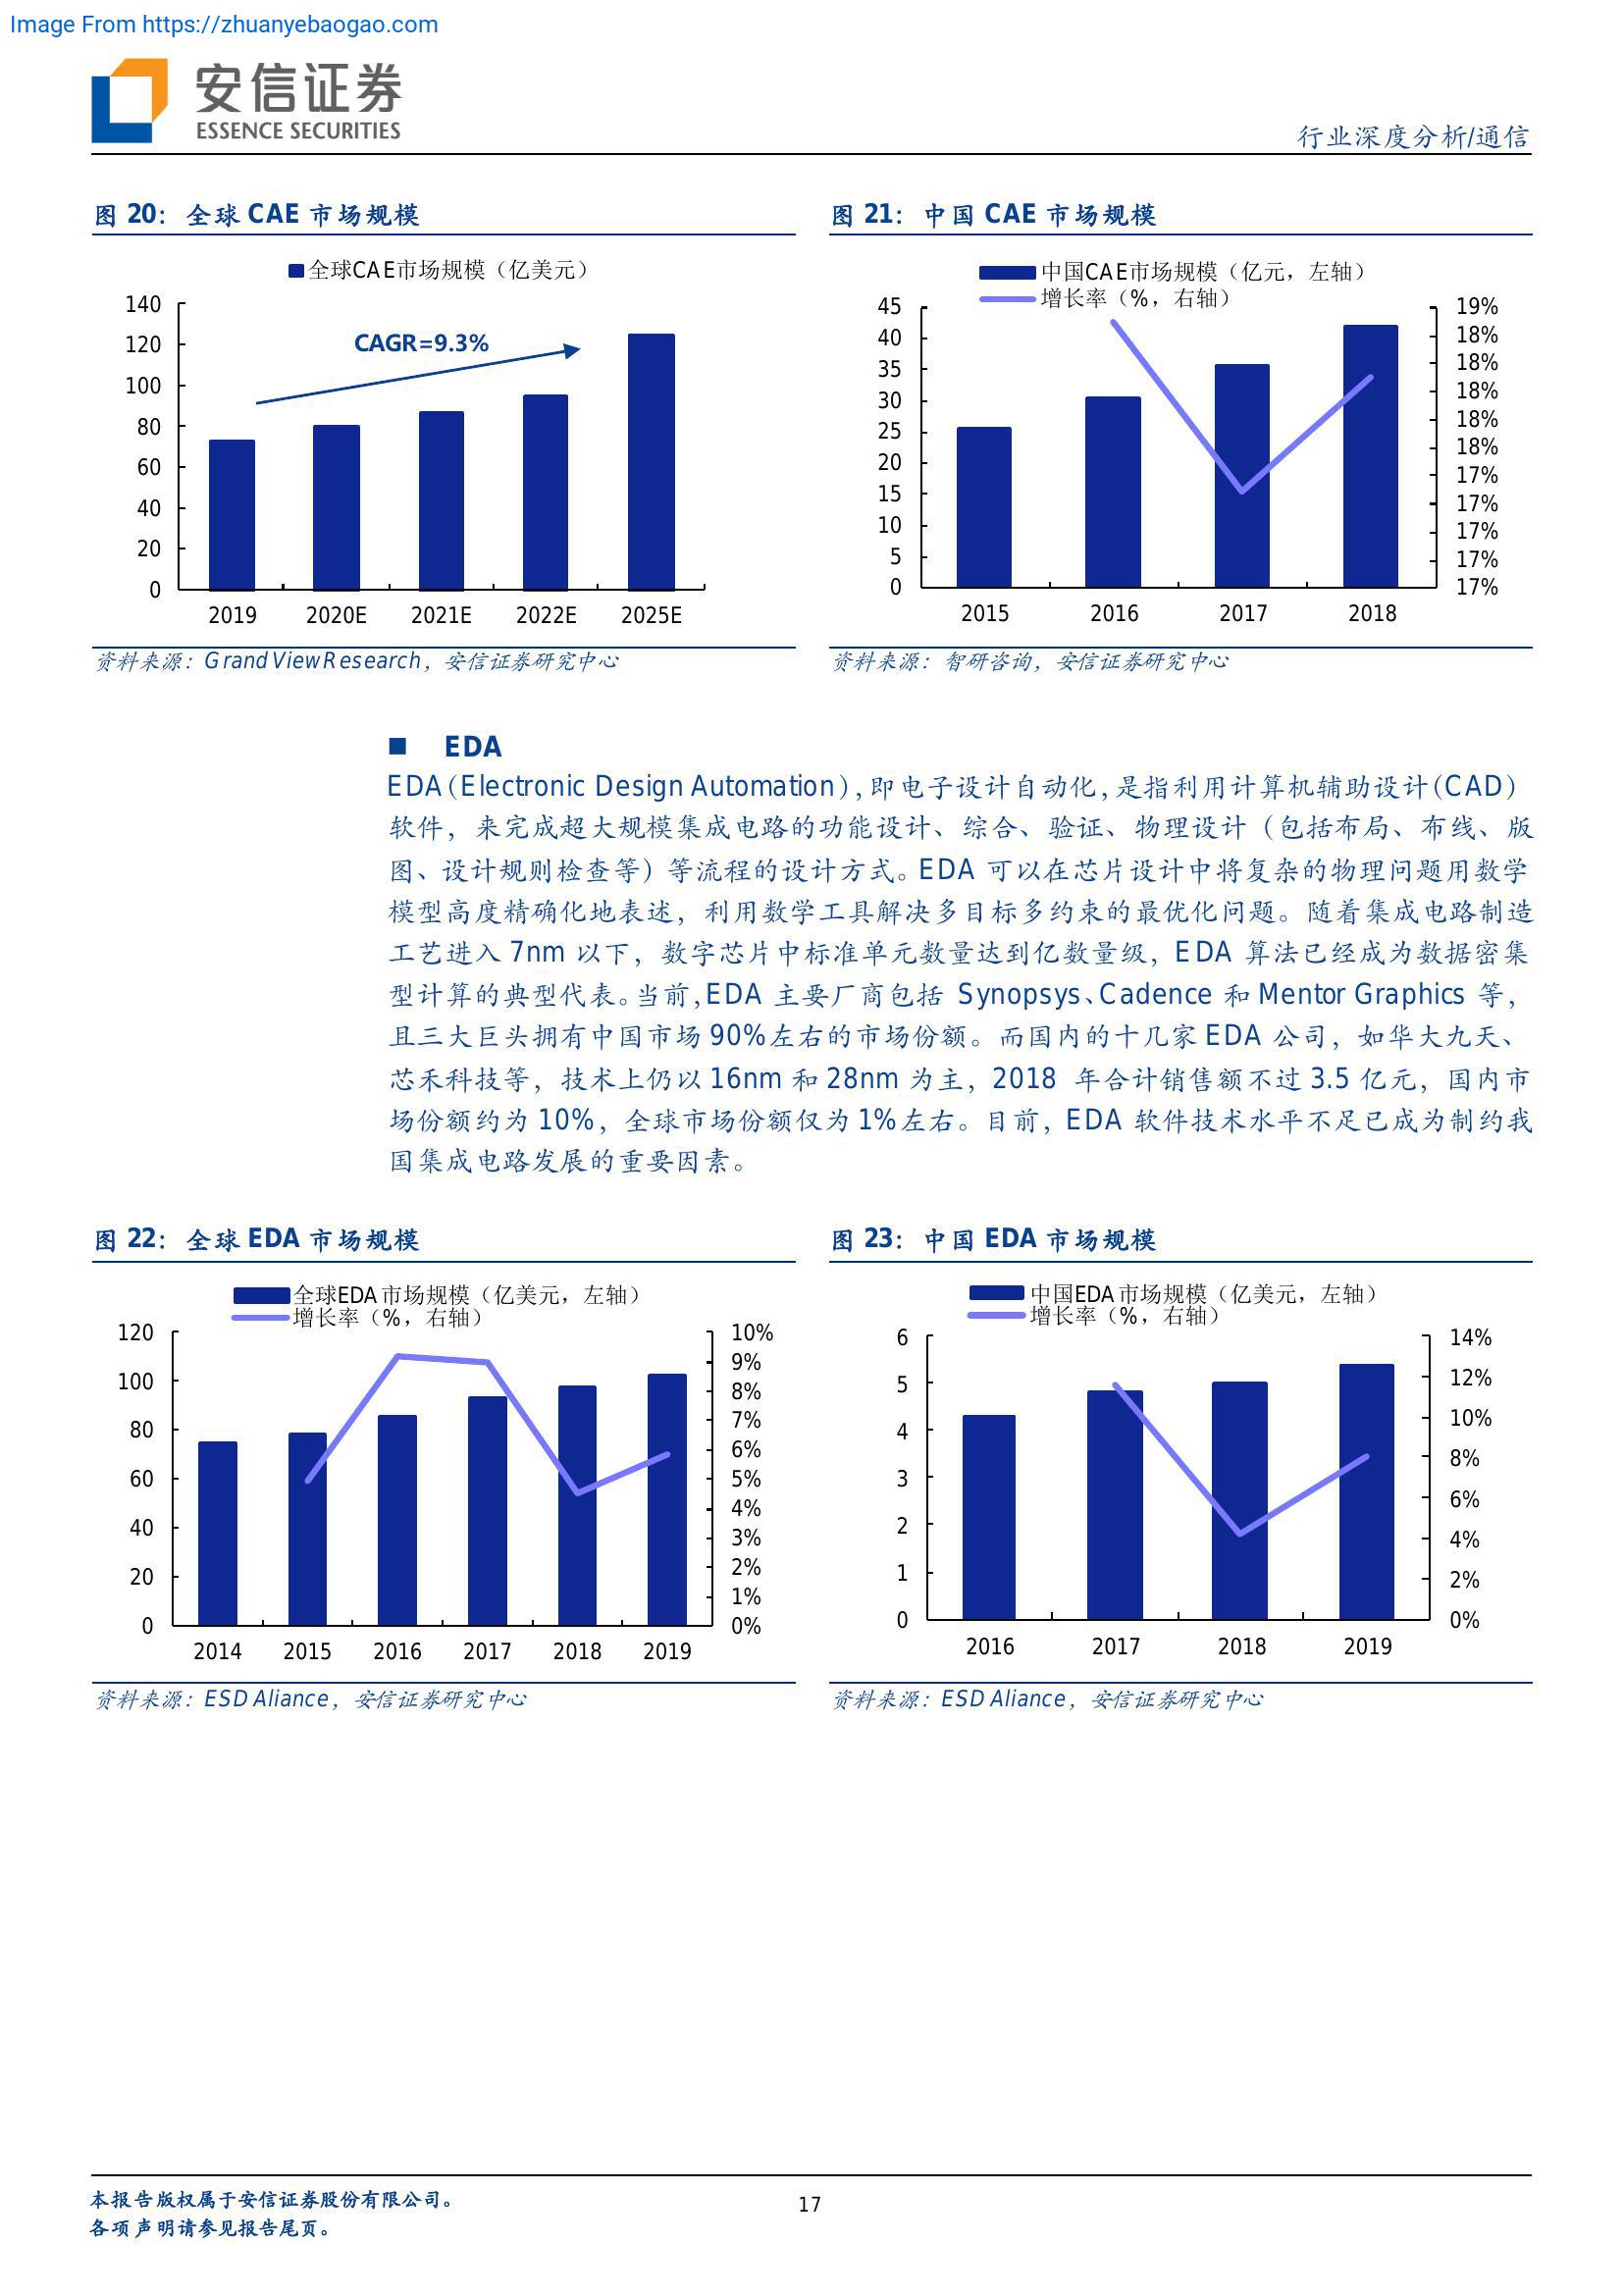 Image From https://zhuanyebaogao.com
安信证券
ESSENCE SECURITIES
行业深度分析/通信
图 20：全球 CAE 市场规模
全球CAE市场规模（亿美元）
140
120
100
80
60
40
20
0
CAGR=9.3%
2019 2020E 2021E 2022E 2025E
资料来源：GrandViewResearch，安信证券研究中心
图 21：中国 CAE 市场规模
中国CAE市场规模（亿元，左轴）
增长率（%，右轴）
45
40
35
30
25
20
15
10
5
0
19%
18%
18%
18%
18%
18%
17%
17%
17%
17%
17%
2015 2016 2017 2018
资料来源：智研咨询，安信证券研究中心
■ EDA
EDA（Electronic Design Automation），即电子设计自动化，是指利用计算机辅助设计（CAD）
软件，来完成超大规模集成电路的功能设计、综合、验证、物理设计（包括布局、布线、版
图、设计规则检查等）等流程的设计方式。EDA 可以在芯片设计中将复杂的物理问题用数学
模型高度精确化地表述，利用数学工具解决多目标多约束的最优化问题。随着集成电路制造
工艺进入 7nm 以下，数字芯片中标准单元数量达到亿数量级，EDA 算法已经成为数据密集
型计算的典型代表。当前，EDA 主要厂商包括 Synopsys、Cadence 和 Mentor Graphics 等，
且三大巨头拥有中国市场 90%左右的市场份额。而国内的十几家 EDA 公司，如华大九天、
芯禾科技等，技术上仍以 16nm 和 28nm 为主，2018 年合计销售额不过 3.5 亿元，国内市
场份额约为 10%，全球市场份额仅为 1%左右。目前，EDA 软件技术水平不足已成为制约我
国集成电路发展的重要因素。
图 22：全球 EDA 市场规模
全球EDA市场规模（亿美元，左轴）
增长率（%，右轴）
120
100
80
60
40
20
0
10%
9%
8%
7%
6%
5%
4%
3%
2%
1%
0%
2014 2015 2016 2017 2018 2019
资料来源：ESD Aliance，安信证券研究中心
图 23：中国 EDA 市场规模
中国EDA市场规模（亿美元，左轴）
增长率（%，右轴）
6
5
4
3
2
1
0
14%
12%
10%
8%
6%
4%
2%
0%
2016 2017 2018 2019
资料来源：ESD Aliance，安信证券研究中心
本报告版权属于安信证券股份有限公司。
各项声明请参见报告尾页。
17